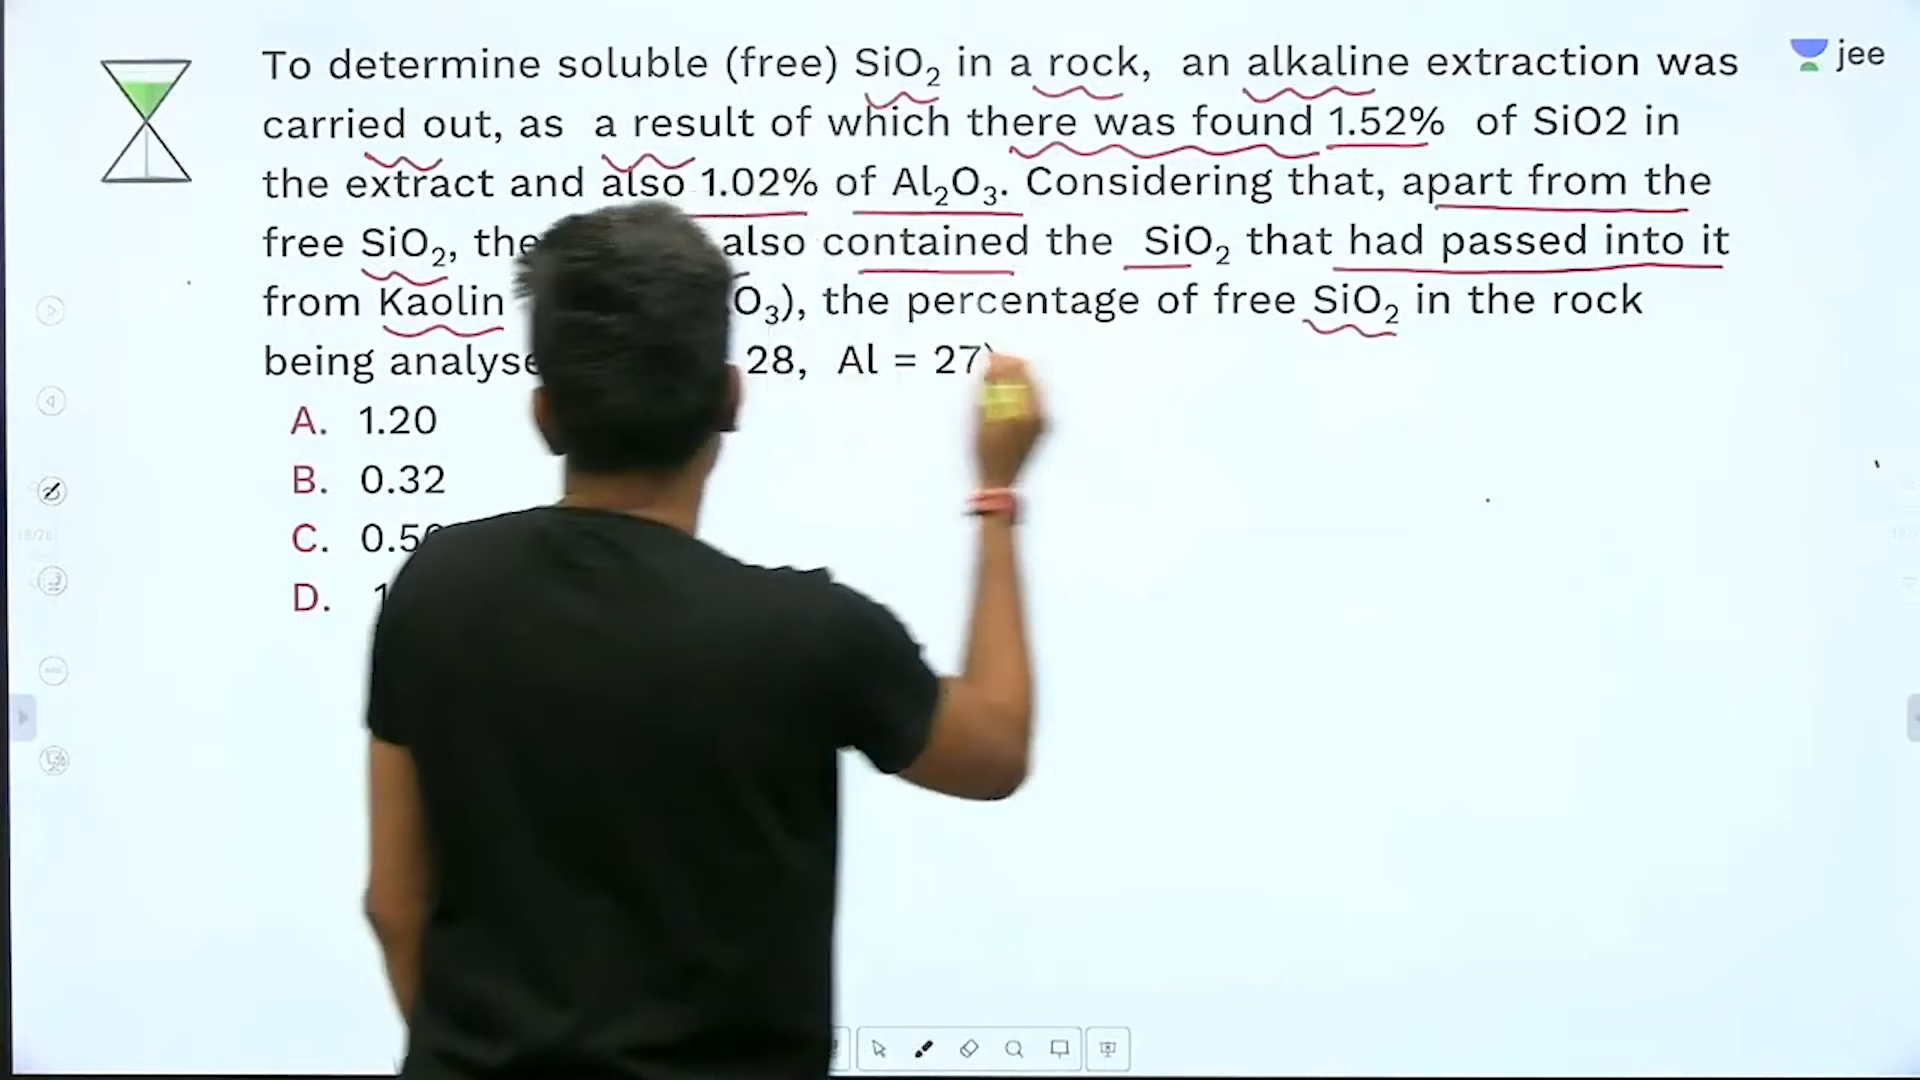 To determine soluble (free) SiO₂ in a rock, an alkaline extraction was
carried out, as a result of which there was found 1.52% of SiO2 in
the extract and also 1.02% of Al₂O₃. Considering that, apart from the
free SiO₂, the also contained the SiO₂ that had passed into it
from Kaolin O₃), the percentage of free SiO₂ in the rock
being analyse 28, Al = 27)
A. 1.20
B. 0.32
C. 0.5
D. 1
jee
18/26